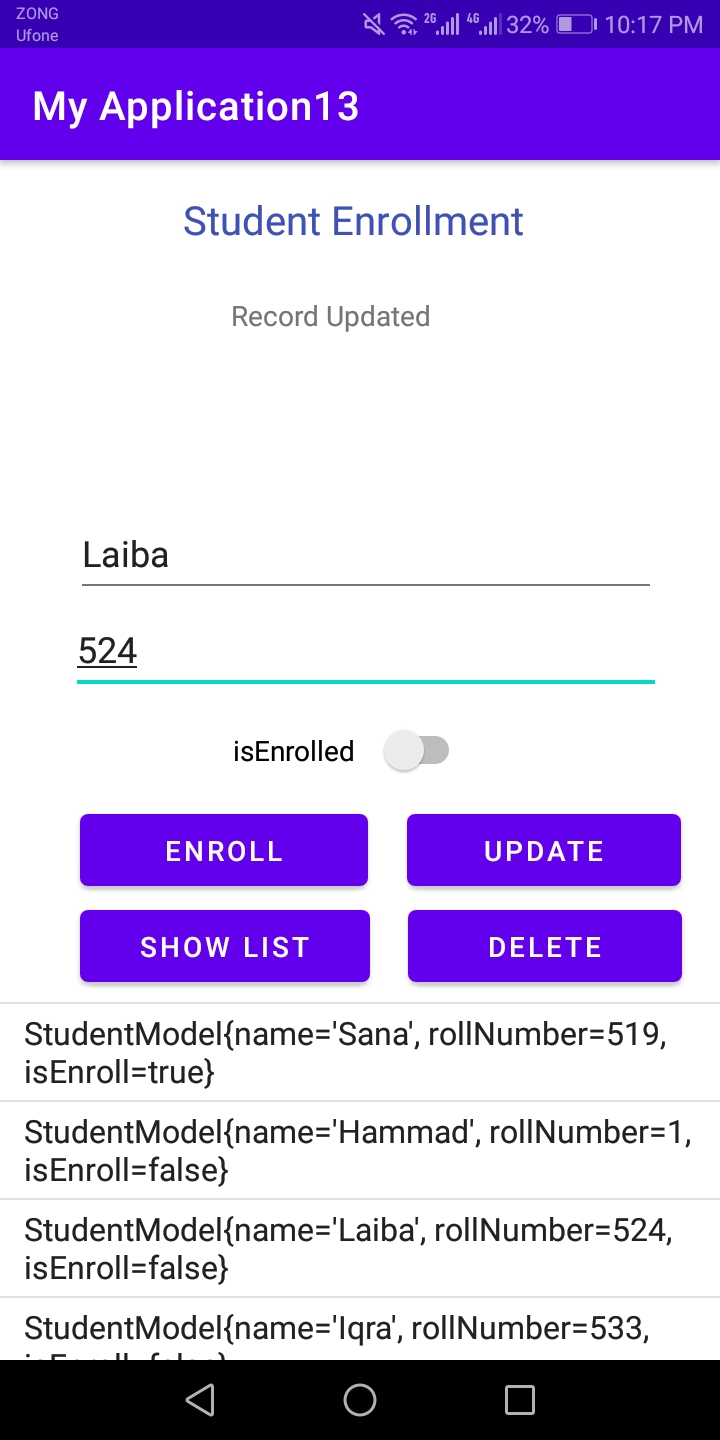 ZONG
Ufone
2G 4G 32% 10:17 PM
My Application13
Student Enrollment
Record Updated
Laiba
524
isEnrolled
ENROLL UPDATE
SHOW LIST DELETE
StudentModel{name='Sana', rollNumber=519,
isEnroll=true}
StudentModel{name='Hammad', rollNumber=1,
isEnroll=false}
StudentModel{name='Laiba', rollNumber=524,
isEnroll=false}
StudentModel{name='Iqra', rollNumber=533,